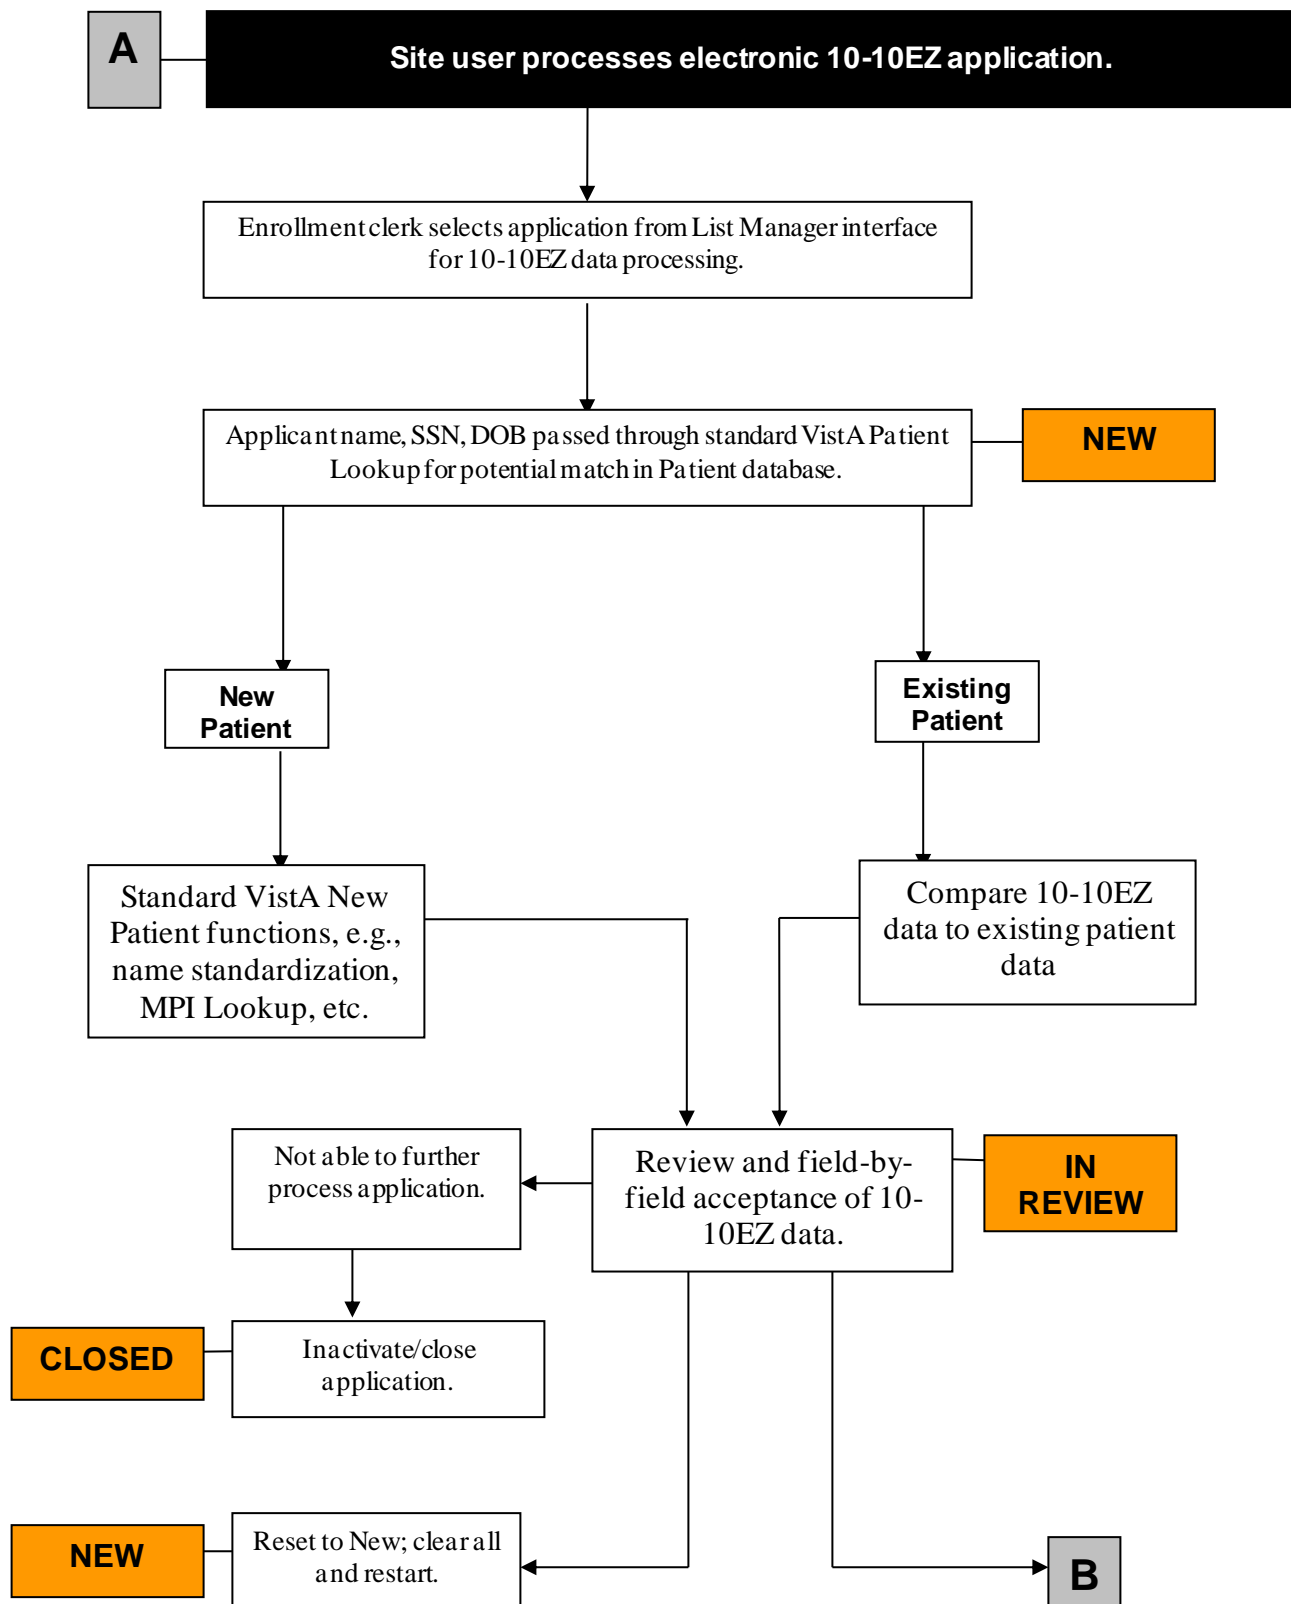 A
Site user processes electronic 10-10EZ application.
Enrollment clerk selects application from List Manager interface
for 10-10EZ data processing.
Applicant name, SSN, DOB passed through standard VistA Patient
Lookup for potential match in Patient database.
NEW
New
Patient
Existing
Patient
Standard VistA New
Patient functions, e.g.,
name standardization,
MPI Lookup, etc.
Compare 10-10EZ
data to existing patient
data
Not able to further
process application.
Review and field-by-
field acceptance of 10-
10EZ data.
IN
REVIEW
CLOSED
Inactivate/close
application.
NEW
Reset to New; clear all
and restart.
B